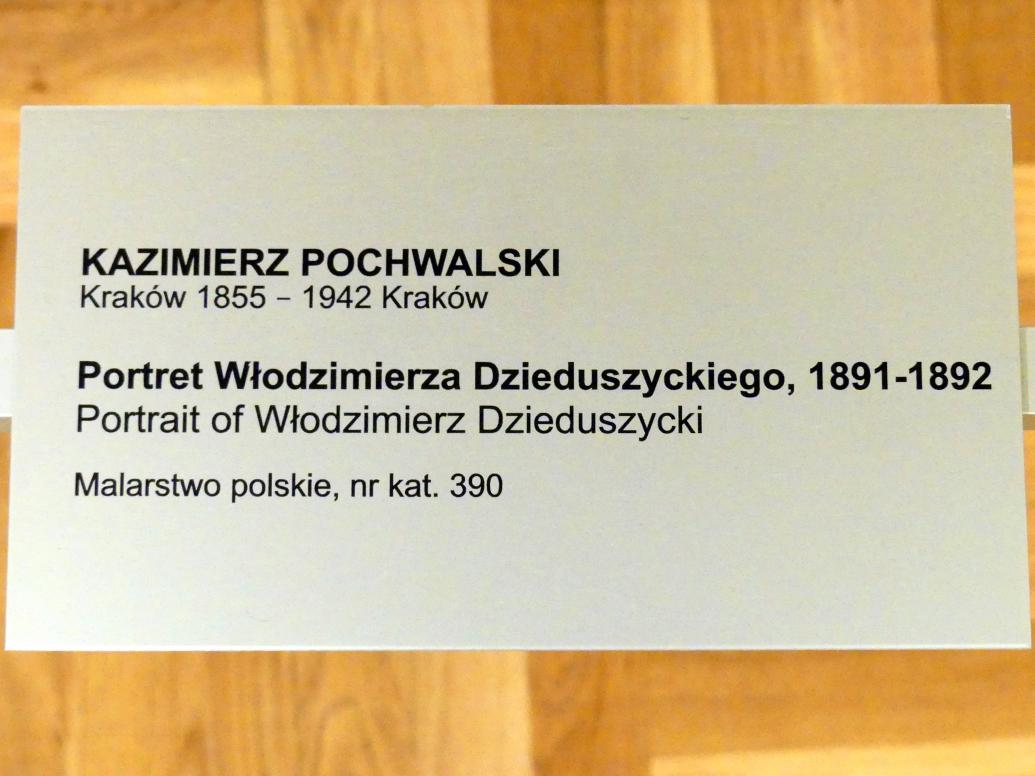 KAZIMIERZ POCHWALSKI
Kraków 1855 – 1942 Kraków
Portret Włodzimierza Dzieduszyckiego, 1891-1892
Portrait of Włodzimierz Dzieduszycki
Malarstwo polskie, nr kat. 390